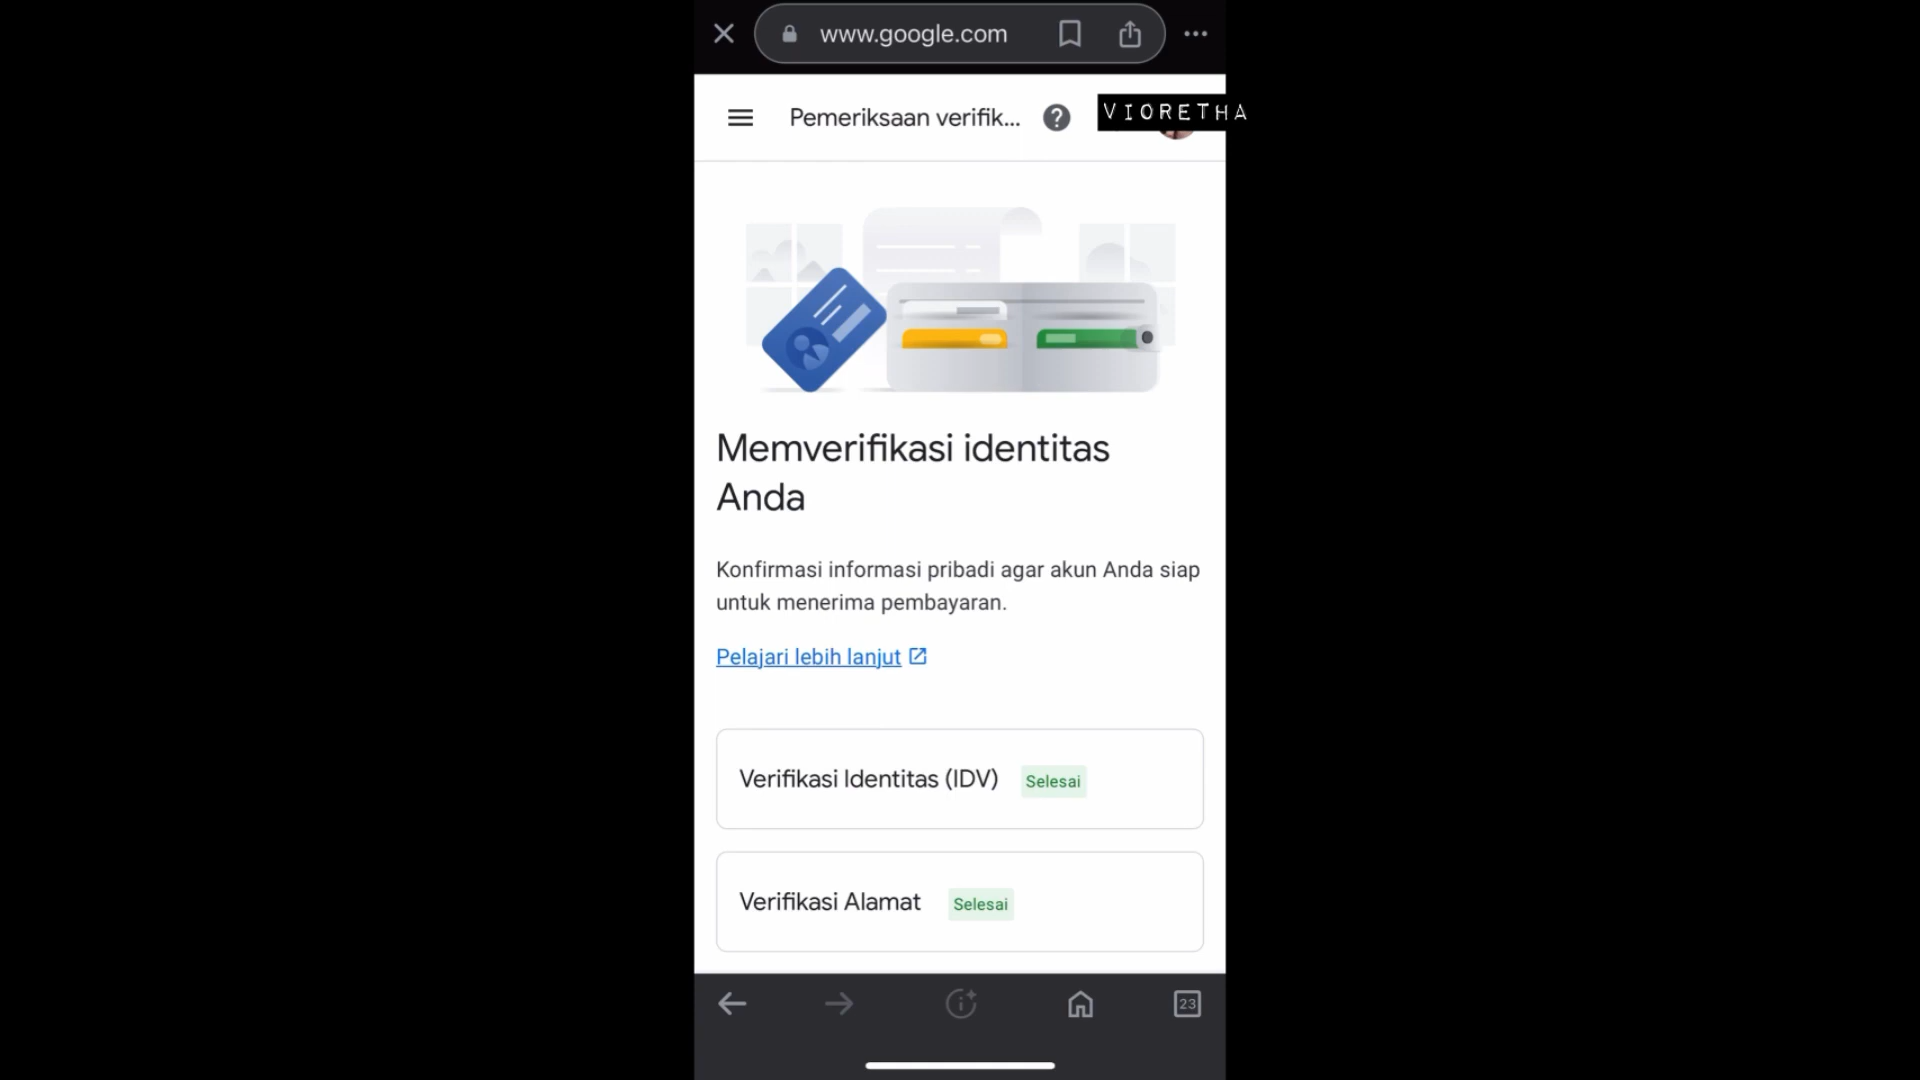 www.google.com
Pemeriksaan verifik...
VIORETHA
Memverifikasi identitas
Anda
Konfirmasi informasi pribadi agar akun Anda siap
untuk menerima pembayaran.
Pelajari lebih lanjut
Verifikasi Identitas (IDV) Selesai
Verifikasi Alamat Selesai
23